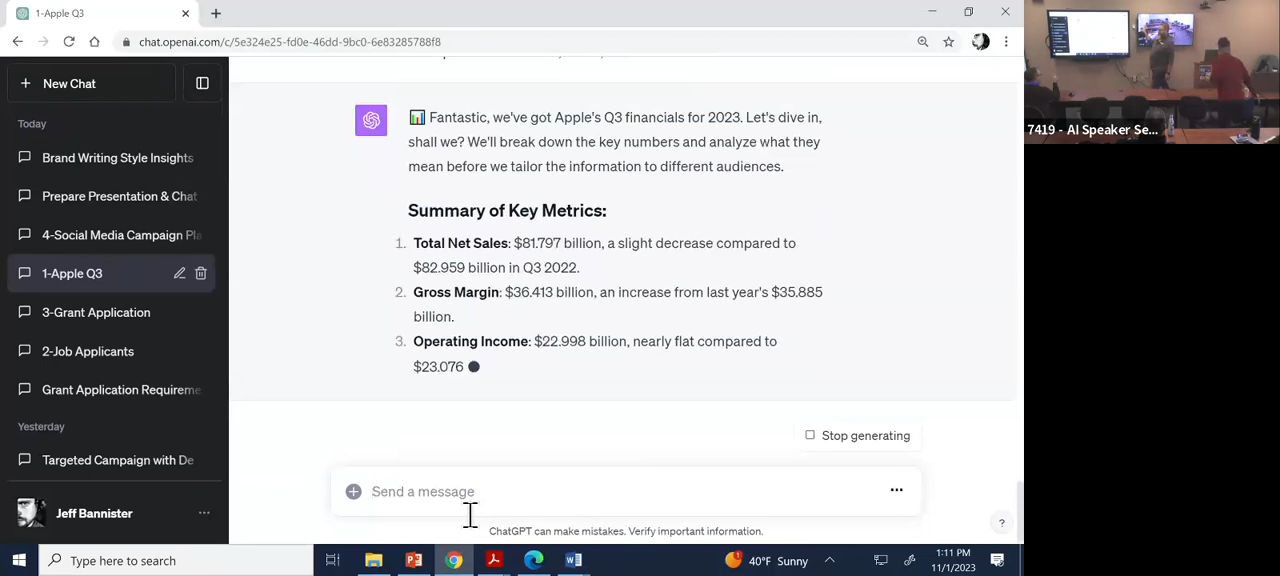 1-Apple Q3
chat.openai.com/c/5e324e25-fd0e-46dd-9bb0-6e83285788f8
New Chat
Today
Brand Writing Style Insights
Prepare Presentation & Chat
4-Social Media Campaign Pla
1-Apple Q3
3-Grant Application
2-Job Applicants
Grant Application Requireme
Yesterday
Targeted Campaign with De
Jeff Bannister
📊 Fantastic, we've got Apple's Q3 financials for 2023. Let's dive in,
shall we? We'll break down the key numbers and analyze what they
mean before we tailor the information to different audiences.
Summary of Key Metrics:
1. Total Net Sales: $81.797 billion, a slight decrease compared to
$82.959 billion in Q3 2022.
2. Gross Margin: $36.413 billion, an increase from last year's $35.885
billion.
3. Operating Income: $22.998 billion, nearly flat compared to
$23.076
Stop generating
Send a message
ChatGPT can make mistakes. Verify important information.
?
Type here to search
40°F Sunny
1:11 PM
11/1/2023
7419 - AI Speaker Se...